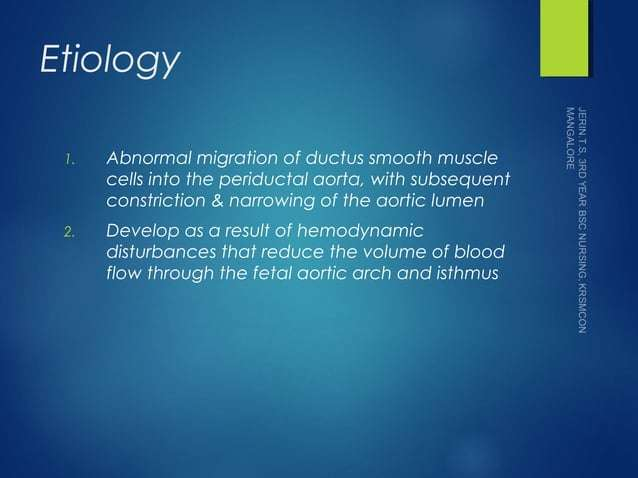 Etiology
1. Abnormal migration of ductus smooth muscle
cells into the periductal aorta, with subsequent
constriction & narrowing of the aortic lumen
2. Develop as a result of hemodynamic
disturbances that reduce the volume of blood
flow through the fetal aortic arch and isthmus
JERIN T.S, 3RD YEAR BSC NURSING, KRSMCON
MANGALORE